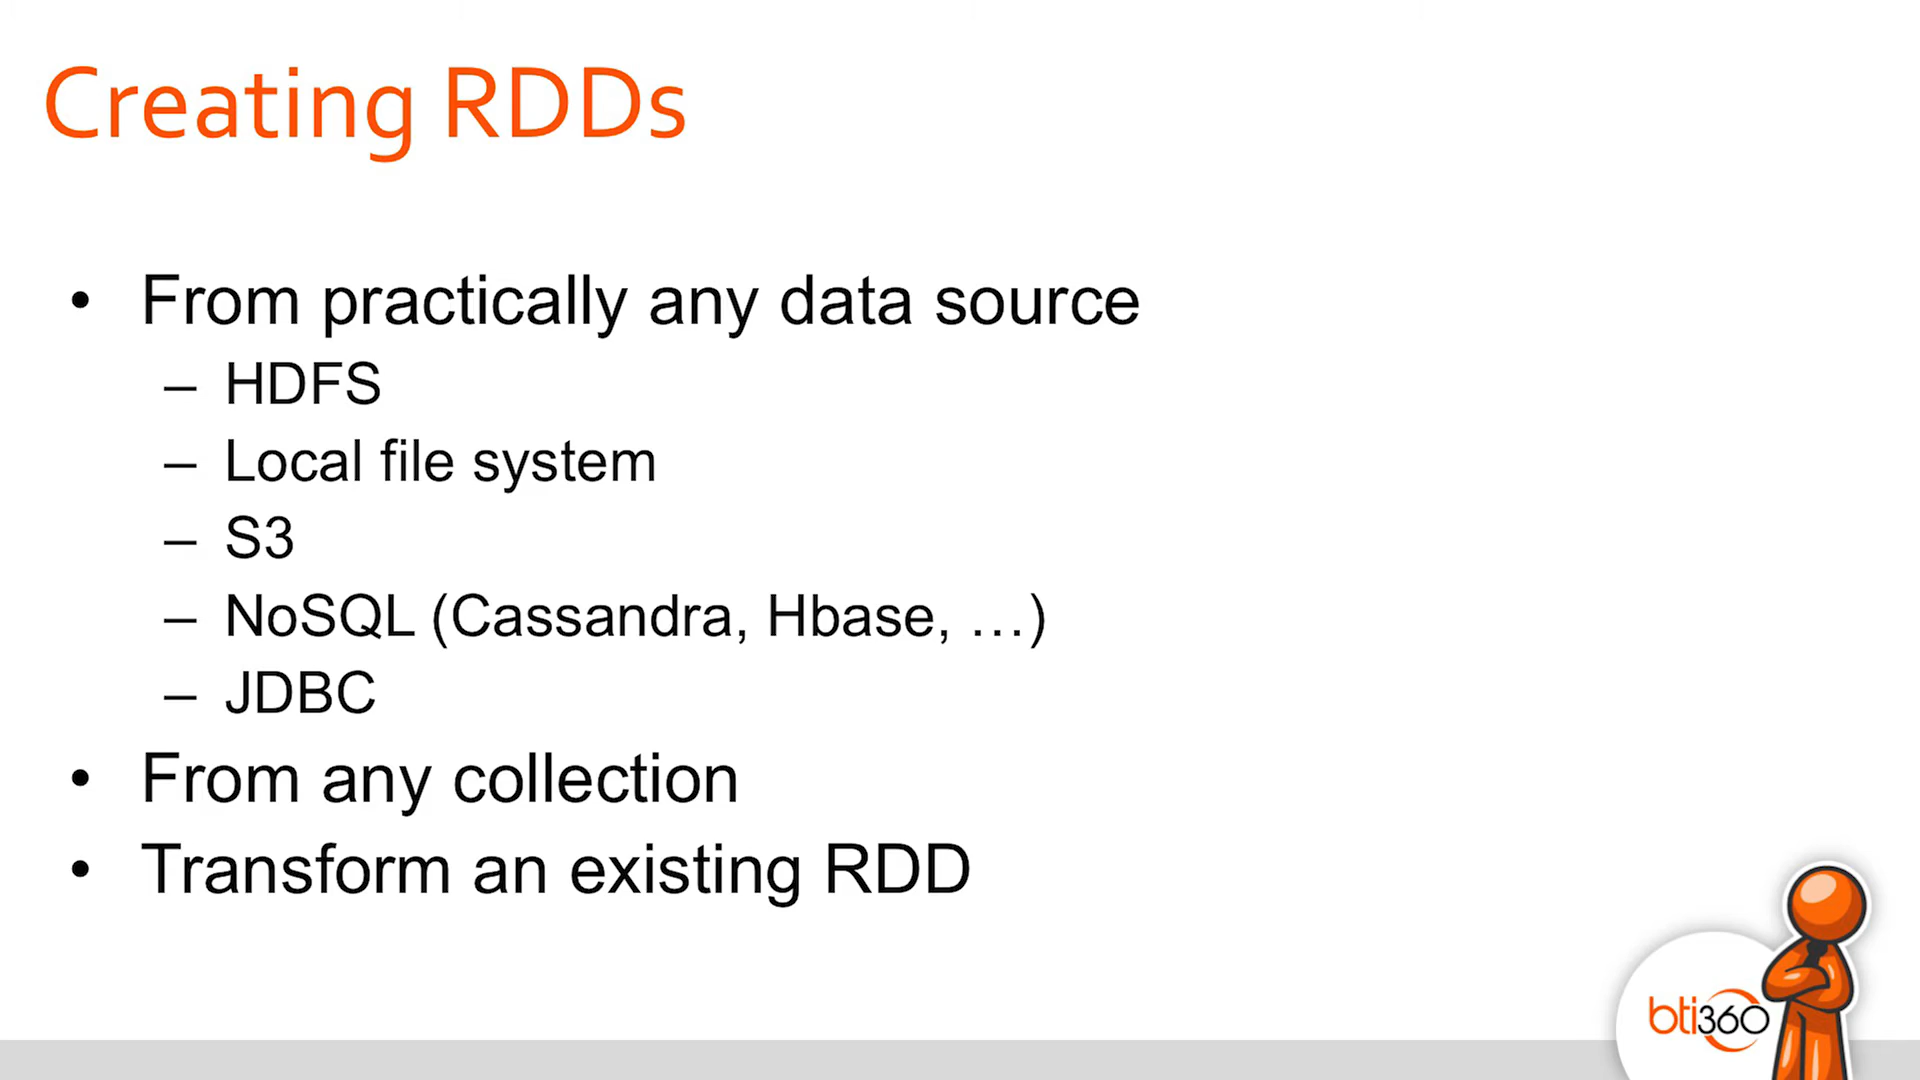 Creating RDDs
• From practically any data source
– HDFS
– Local file system
– S3
– NoSQL (Cassandra, Hbase, …)
– JDBC
• From any collection
• Transform an existing RDD
bti360